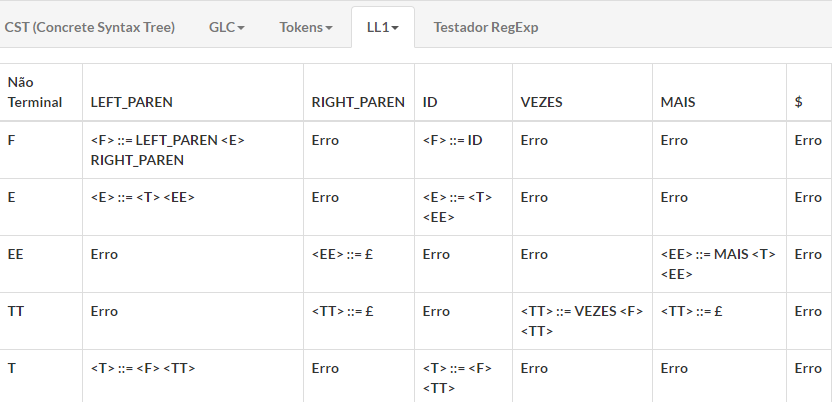 CST (Concrete Syntax Tree) GLC Tokens LL1 Testador RegExp
Não
Terminal LEFT_PAREN RIGHT_PAREN ID VEZES MAIS $
F <F> ::= LEFT_PAREN <E> Erro <F> ::= ID Erro Erro Erro
RIGHT_PAREN
E <E> ::= <T> <EE> Erro <E> ::= <T> Erro Erro Erro
<EE>
EE Erro <EE> ::= £ Erro Erro <EE> ::= MAIS <T> Erro
<EE>
TT Erro <TT> ::= £ Erro <TT> ::= VEZES <F> <TT> ::= £ Erro
<TT>
T <T> ::= <F> <TT> Erro <T> ::= <F> Erro Erro Erro
<TT>